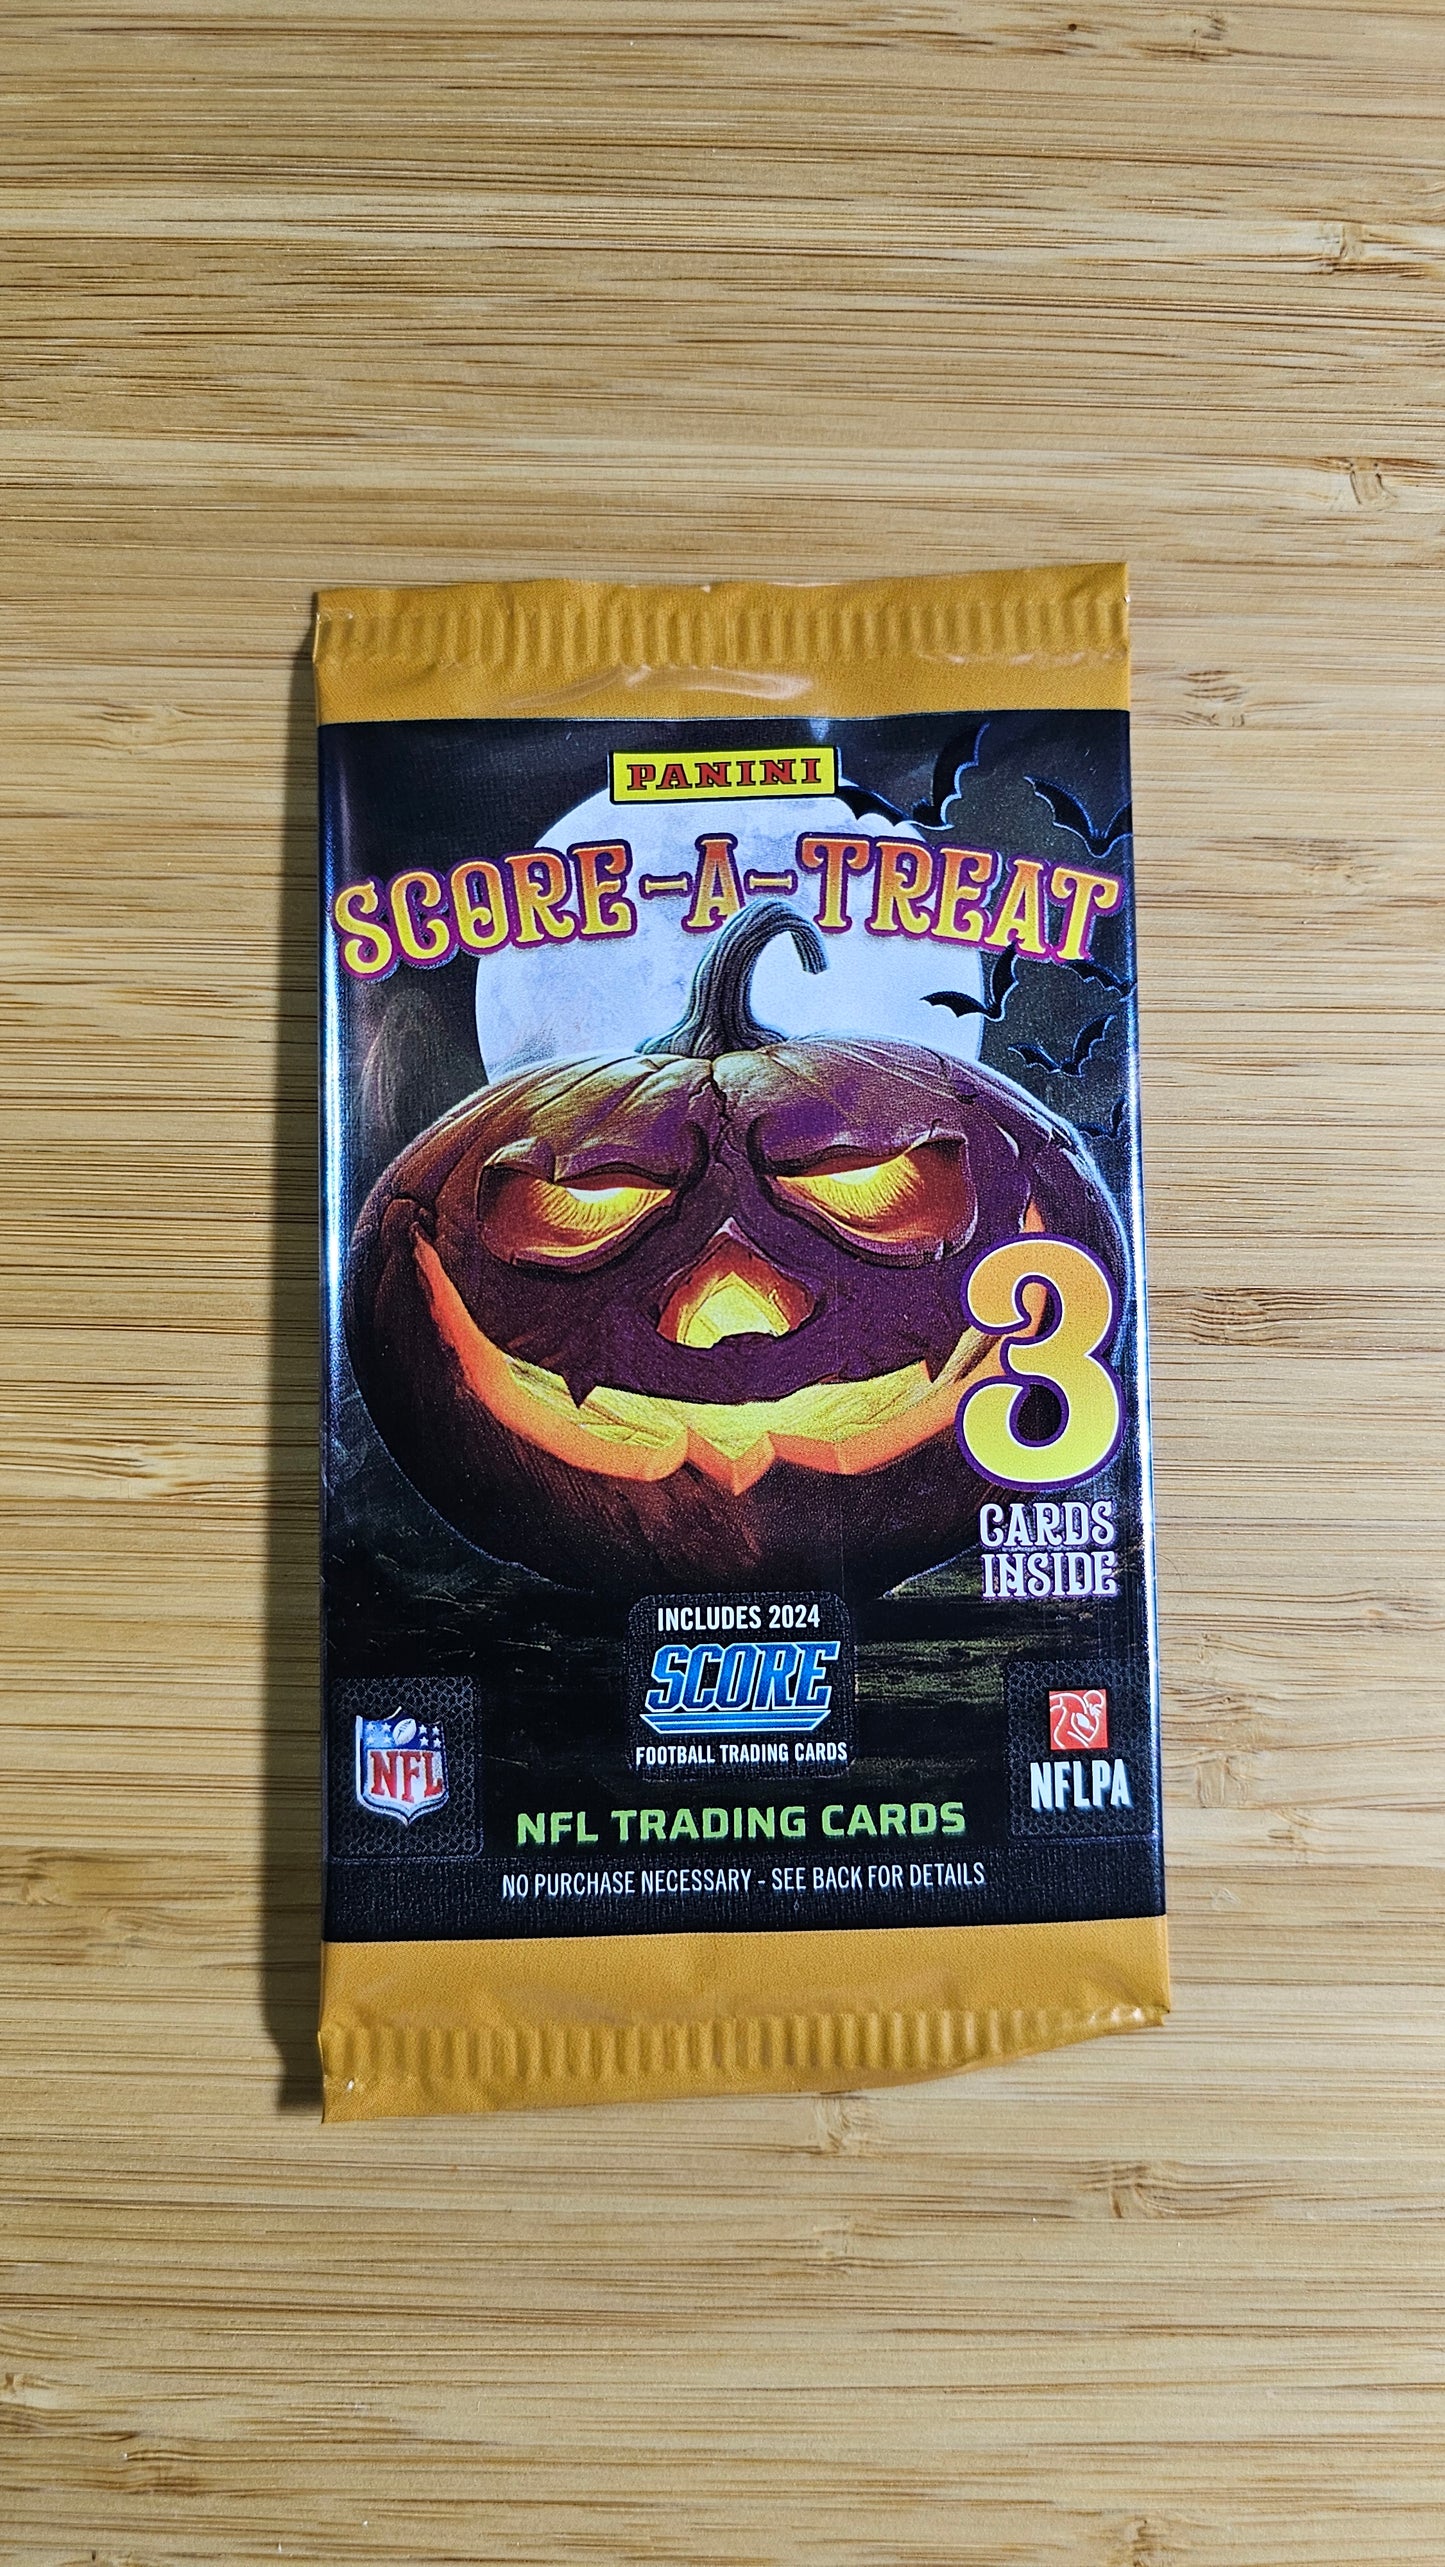 PANINI
SCORE-A-TREAT
3
CARDS
INSIDE
INCLUDES 2024
SCORE
FOOTBALL TRADING CARDS
NFL
NFLPA
NFL TRADING CARDS
NO PURCHASE NECESSARY - SEE BACK FOR DETAILS